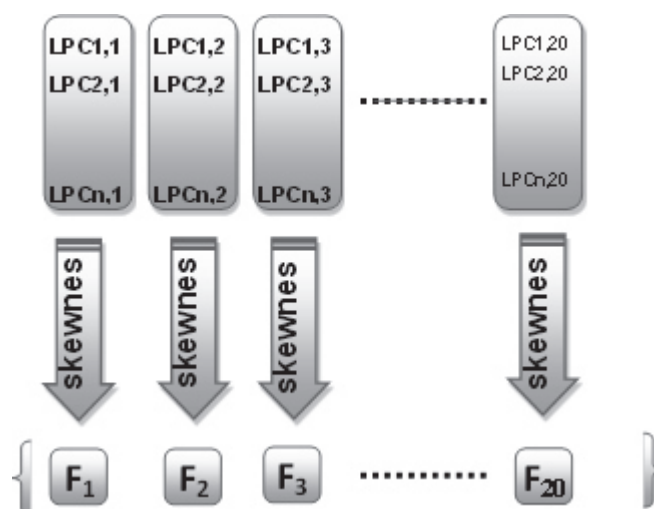 LPC1,1 LPC1,2 LPC1,3 LPC1,20
LPC2,1 LPC2,2 LPC2,3 LPC2,20
LPCn,1 LPCn,2 LPCn,3 LPCn,20
skewnes skewnes skewnes skewnes
{ F₁ F₂ F₃ F₂₀ }